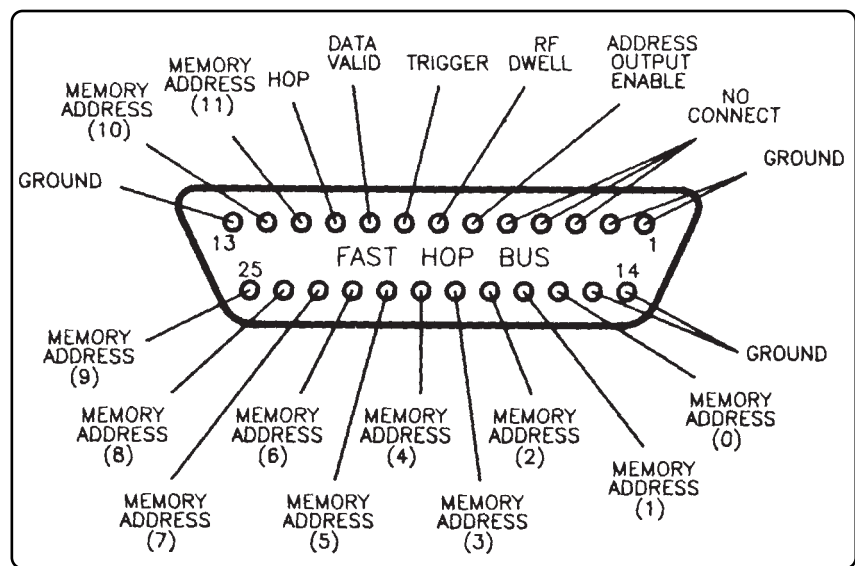 DATA
VALID
RF
DWELL
ADDRESS
OUTPUT
ENABLE
MEMORY
ADDRESS
(11)
HOP
TRIGGER
MEMORY
ADDRESS
(10)
NO
CONNECT
GROUND
GROUND
13
1
FAST HOP BUS
25
14
MEMORY
ADDRESS
(9)
GROUND
MEMORY
ADDRESS
(8)
MEMORY
ADDRESS
(6)
MEMORY
ADDRESS
(4)
MEMORY
ADDRESS
(2)
MEMORY
ADDRESS
(0)
MEMORY
ADDRESS
(7)
MEMORY
ADDRESS
(5)
MEMORY
ADDRESS
(3)
MEMORY
ADDRESS
(1)